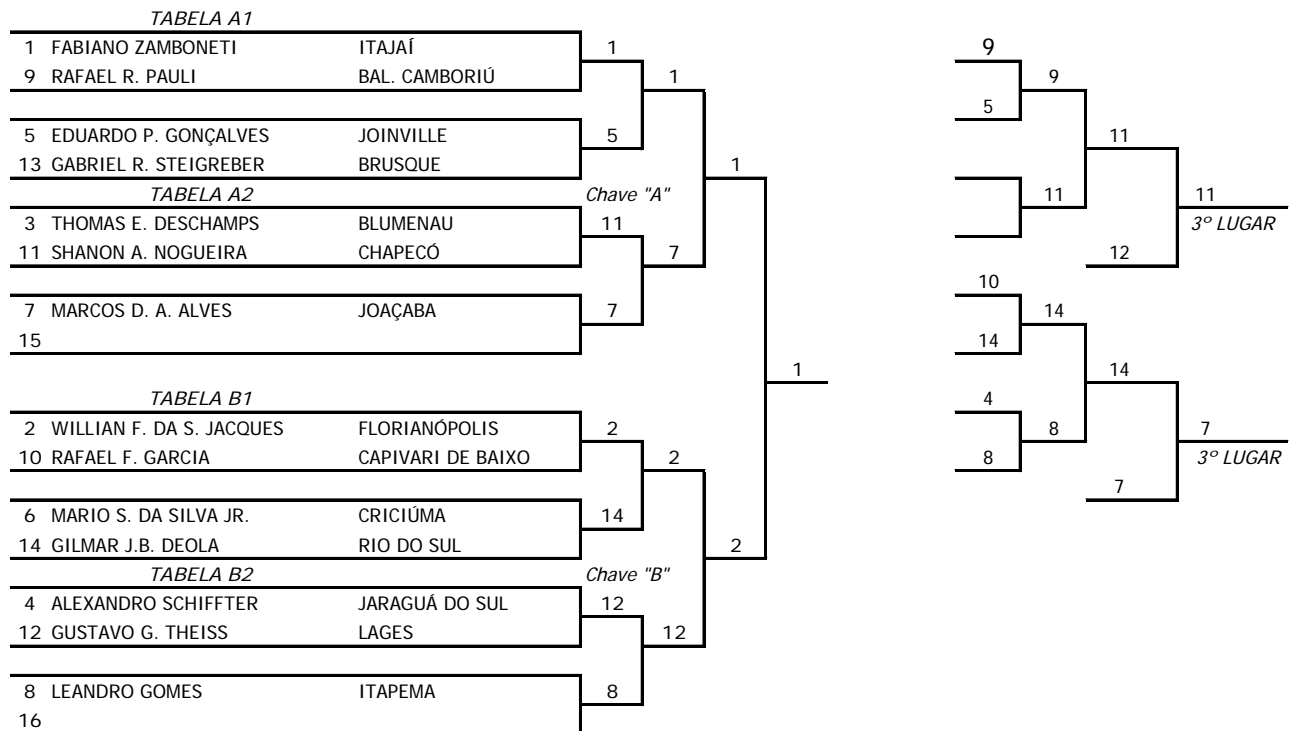 TABELA A1
1 FABIANO ZAMBONETI ITAJAÍ 1 9
9 RAFAEL R. PAULI BAL. CAMBORIÚ 1 9
5
5 EDUARDO P. GONÇALVES JOINVILLE 5 11
13 GABRIEL R. STEIGREBER BRUSQUE 1
TABELA A2 Chave "A" 11 11
3 THOMAS E. DESCHAMPS BLUMENAU 11 3º LUGAR
11 SHANON A. NOGUEIRA CHAPECÓ 7 12
10
7 MARCOS D. A. ALVES JOAÇABA 7 14
15 14
1 14
TABELA B1 4
2 WILLIAN F. DA S. JACQUES FLORIANÓPOLIS 2 8 7
10 RAFAEL F. GARCIA CAPIVARI DE BAIXO 2 8 3º LUGAR
7
6 MARIO S. DA SILVA JR. CRICIÚMA 14
14 GILMAR J.B. DEOLA RIO DO SUL 2
TABELA B2 Chave "B"
4 ALEXANDRO SCHIFFTER JARAGUÁ DO SUL 12
12 GUSTAVO G. THEISS LAGES 12
8 LEANDRO GOMES ITAPEMA 8
16